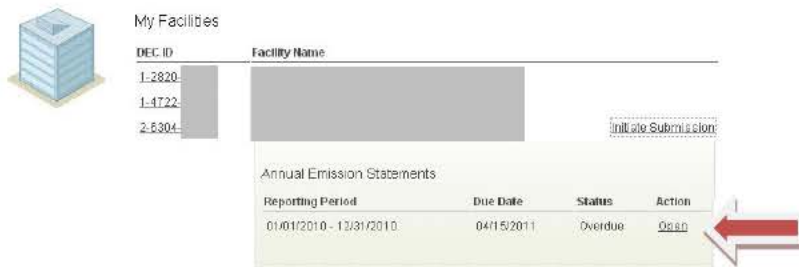 My Facilities
DEC ID Facility Name
1-2820-
1-4722-
2-6304- Initiate Submission
Annual Emission Statements
Reporting Period Due Date Status Action
01/01/2010 - 12/31/2010 04/15/2011 Overdue Open